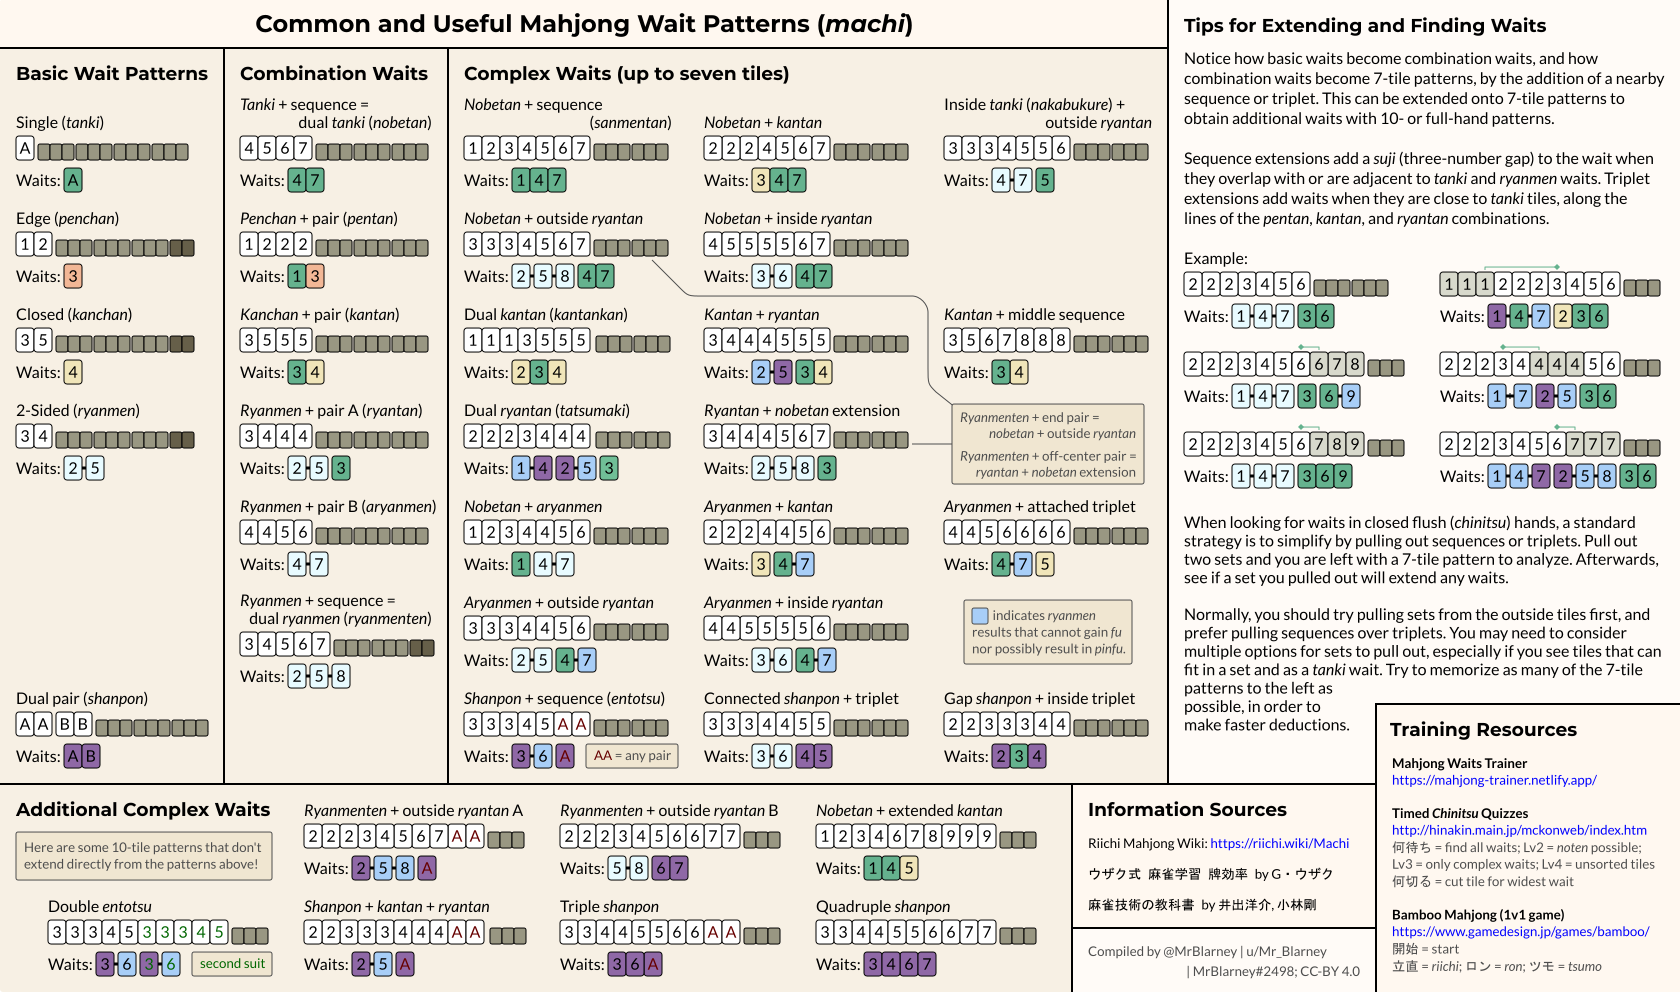 Common and Useful Mahjong Wait Patterns (machi)
Basic Wait Patterns
Single (tanki)
A
Waits: A
Edge (penchan)
1 2
Waits: 3
Closed (kanchan)
3 5
Waits: 4
2-Sided (ryanmen)
3 4
Waits: 2-5
Dual pair (shanpon)
A A B B
Waits: A B
Combination Waits
Tanki + sequence =
dual tanki (nobetan)
4 5 6 7
Waits: 4 7
Penchan + pair (pentan)
1 2 2 2
Waits: 1 3
Kanchan + pair (kantan)
3 5 5 5
Waits: 3 4
Ryanmen + pair A (ryantan)
3 4 4 4
Waits: 2-5 3
Ryanmen + pair B (aryanmen)
4 4 5 6
Waits: 4-7
Ryanmen + sequence =
dual ryanmen (ryanmenten)
3 4 5 6 7
Waits: 2-5-8
Complex Waits (up to seven tiles)
Nobetan + sequence
(sanmentan)
1 2 3 4 5 6 7
Waits: 1 4 7
Nobetan + kantan
2 2 2 4 5 6 7
Waits: 3 4 7
Inside tanki (nakabukure) +
outside ryantan
3 3 3 4 5 5 6
Waits: 4-7 5
Nobetan + outside ryantan
3 3 3 4 5 6 7
Waits: 2-5-8 4 7
Nobetan + inside ryantan
4 5 5 5 5 6 7
Waits: 3-6 4 7
Dual kantan (kantankan)
1 1 1 3 5 5 5
Waits: 2 3 4
Kantan + ryantan
3 4 4 4 5 5 5
Waits: 2-5 3 4
Kantan + middle sequence
3 5 6 7 8 8 8
Waits: 3 4
Dual ryantan (tatsumaki)
2 2 2 3 4 4 4
Waits: 1-4 2-5 3
Ryantan + nobetan extension
3 4 4 4 5 6 7
Waits: 2-5-8 3
Ryanmenten + end pair =
nobetan + outside ryantan
Ryanmenten + off-center pair =
ryantan + nobetan extension
Nobetan + aryanmen
1 2 3 4 4 5 6
Waits: 1 4-7
Aryanmen + kantan
2 2 2 4 4 5 6
Waits: 3 4-7
Aryanmen + attached triplet
4 4 5 6 6 6 6
Waits: 4-7 5
Aryanmen + outside ryantan
3 3 3 4 4 5 6
Waits: 2-5 4-7
Aryanmen + inside ryantan
4 4 5 5 5 5 6
Waits: 3-6 4-7
indicates ryanmen
results that cannot gain fu
nor possibly result in pinfu.
Shanpon + sequence (entotsu)
3 3 3 4 5 A A
Waits: 3-6 A
AA = any pair
Connected shanpon + triplet
3 3 3 4 4 5 5
Waits: 3-6 4 5
Gap shanpon + inside triplet
2 2 3 3 3 4 4
Waits: 2 3 4
Additional Complex Waits
Here are some 10-tile patterns that don't
extend directly from the patterns above!
Ryanmenten + outside ryantan A
2 2 2 3 4 5 6 7 A A
Waits: 2-5-8 A
Ryanmenten + outside ryantan B
2 2 2 3 4 5 6 6 7 7
Waits: 5-8 6 7
Nobetan + extended kantan
1 2 3 4 6 7 8 9 9 9
Waits: 1 4 5
Double entotsu
3 3 3 4 5 3 3 3 4 5
Waits: 3-6 3-6
second suit
Shanpon + kantan + ryantan
2 2 3 3 3 4 4 4 A A
Waits: 2-5 A
Triple shanpon
3 3 4 4 5 5 6 6 A A
Waits: 3 6 A
Quadruple shanpon
3 3 4 4 5 5 6 6 7 7
Waits: 3 4 6 7
Tips for Extending and Finding Waits
Notice how basic waits become combination waits, and how
combination waits become 7-tile patterns, by the addition of a nearby
sequence or triplet. This can be extended onto 7-tile patterns to
obtain additional waits with 10- or full-hand patterns.
Sequence extensions add a suji (three-number gap) to the wait when
they overlap with or are adjacent to tanki and ryanmen waits. Triplet
extensions add waits when they are close to tanki tiles, along the
lines of the pentan, kantan, and ryantan combinations.
Example:
2 2 2 3 4 5 6
Waits: 1-4-7 3 6
1 1 1 2 2 2 3 4 5 6
Waits: 1-4-7 2 3 6
2 2 2 3 4 5 6 6 7 8
Waits: 1-4-7 3 6-9
2 2 2 3 4 4 4 4 5 6
Waits: 1-7 2-5 3 6
2 2 2 3 4 5 6 7 8 9
Waits: 1-4-7 3 6 9
2 2 2 3 4 5 6 7 7 7
Waits: 1-4-7 2-5-8 3 6
When looking for waits in closed flush (chinitsu) hands, a standard
strategy is to simplify by pulling out sequences or triplets. Pull out
two sets and you are left with a 7-tile pattern to analyze. Afterwards,
see if a set you pulled out will extend any waits.
Normally, you should try pulling sets from the outside tiles first, and
prefer pulling sequences over triplets. You may need to consider
multiple options for sets to pull out, especially if you see tiles that can
fit in a set and as a tanki wait. Try to memorize as many of the 7-tile
patterns to the left as
possible, in order to
make faster deductions.
Information Sources
Riichi Mahjong Wiki: https://riichi.wiki/Machi
ウザク式 麻雀学習 牌効率 by G・ウザク
麻雀技術の教科書 by 井出洋介, 小林剛
Compiled by @MrBlarney | u/Mr_Blarney
| MrBlarney#2498; CC-BY 4.0
Training Resources
Mahjong Waits Trainer
https://mahjong-trainer.netlify.app/
Timed Chinitsu Quizzes
http://hinakin.main.jp/mckonweb/index.htm
何待ち = find all waits; Lv2 = noten possible;
Lv3 = only complex waits; Lv4 = unsorted tiles
何切る = cut tile for widest wait
Bamboo Mahjong (1v1 game)
https://www.gamedesign.jp/games/bamboo/
開始 = start
立直 = riichi; ロン = ron; ツモ = tsumo